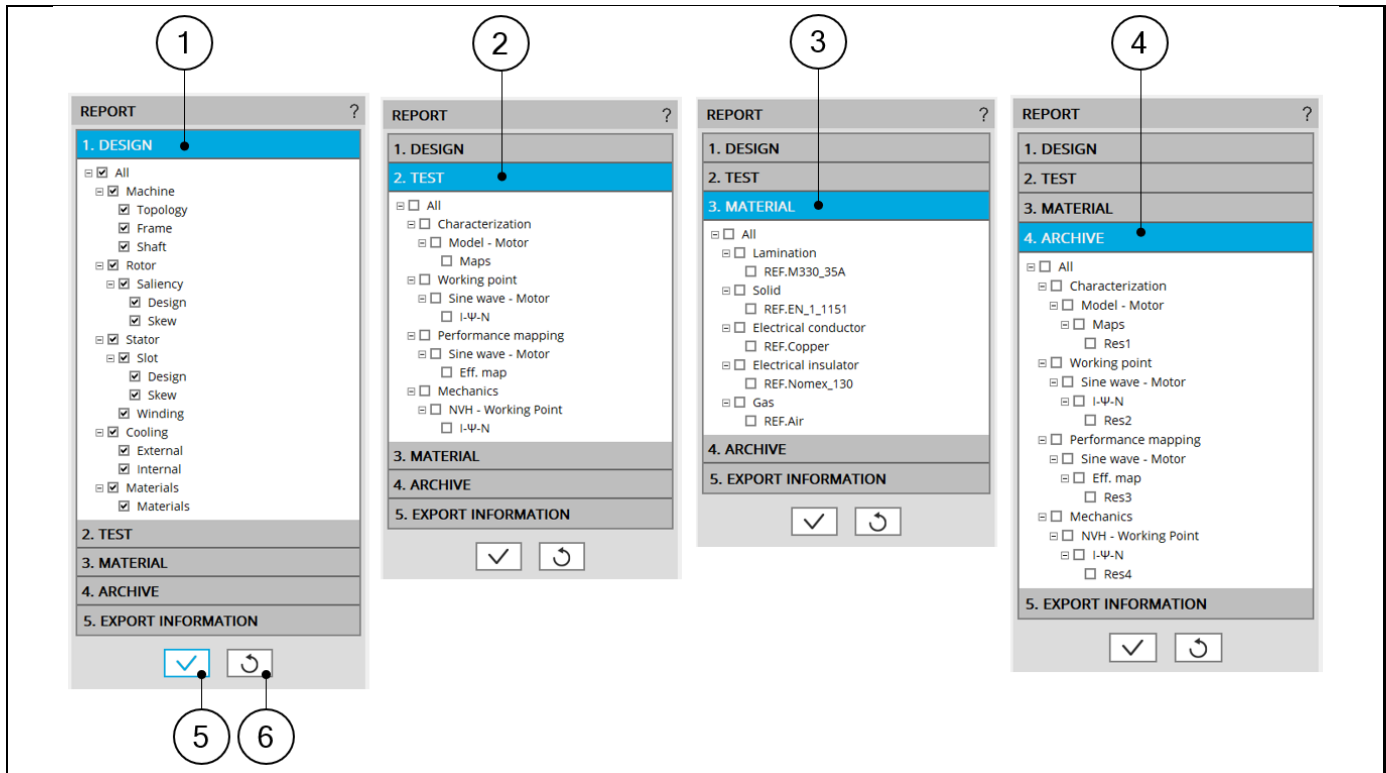 1
2
3
4
REPORT ?
1. DESIGN
All
Machine
Topology
Frame
Shaft
Rotor
Saliency
Design
Skew
Stator
Slot
Design
Skew
Winding
Cooling
External
Internal
Materials
Materials
2. TEST
3. MATERIAL
4. ARCHIVE
5. EXPORT INFORMATION
5
6
REPORT ?
1. DESIGN
2. TEST
All
Characterization
Model - Motor
Maps
Working point
Sine wave - Motor
I-Ψ-N
Performance mapping
Sine wave - Motor
Eff. map
Mechanics
NVH - Working Point
I-Ψ-N
3. MATERIAL
4. ARCHIVE
5. EXPORT INFORMATION
REPORT ?
1. DESIGN
2. TEST
3. MATERIAL
All
Lamination
REF.M330_35A
Solid
REF.EN_1_1151
Electrical conductor
REF.Copper
Electrical insulator
REF.Nomex_130
Gas
REF.Air
4. ARCHIVE
5. EXPORT INFORMATION
REPORT ?
1. DESIGN
2. TEST
3. MATERIAL
4. ARCHIVE
All
Characterization
Model - Motor
Maps
Res1
Working point
Sine wave - Motor
I-Ψ-N
Res2
Performance mapping
Sine wave - Motor
Eff. map
Res3
Mechanics
NVH - Working Point
I-Ψ-N
Res4
5. EXPORT INFORMATION